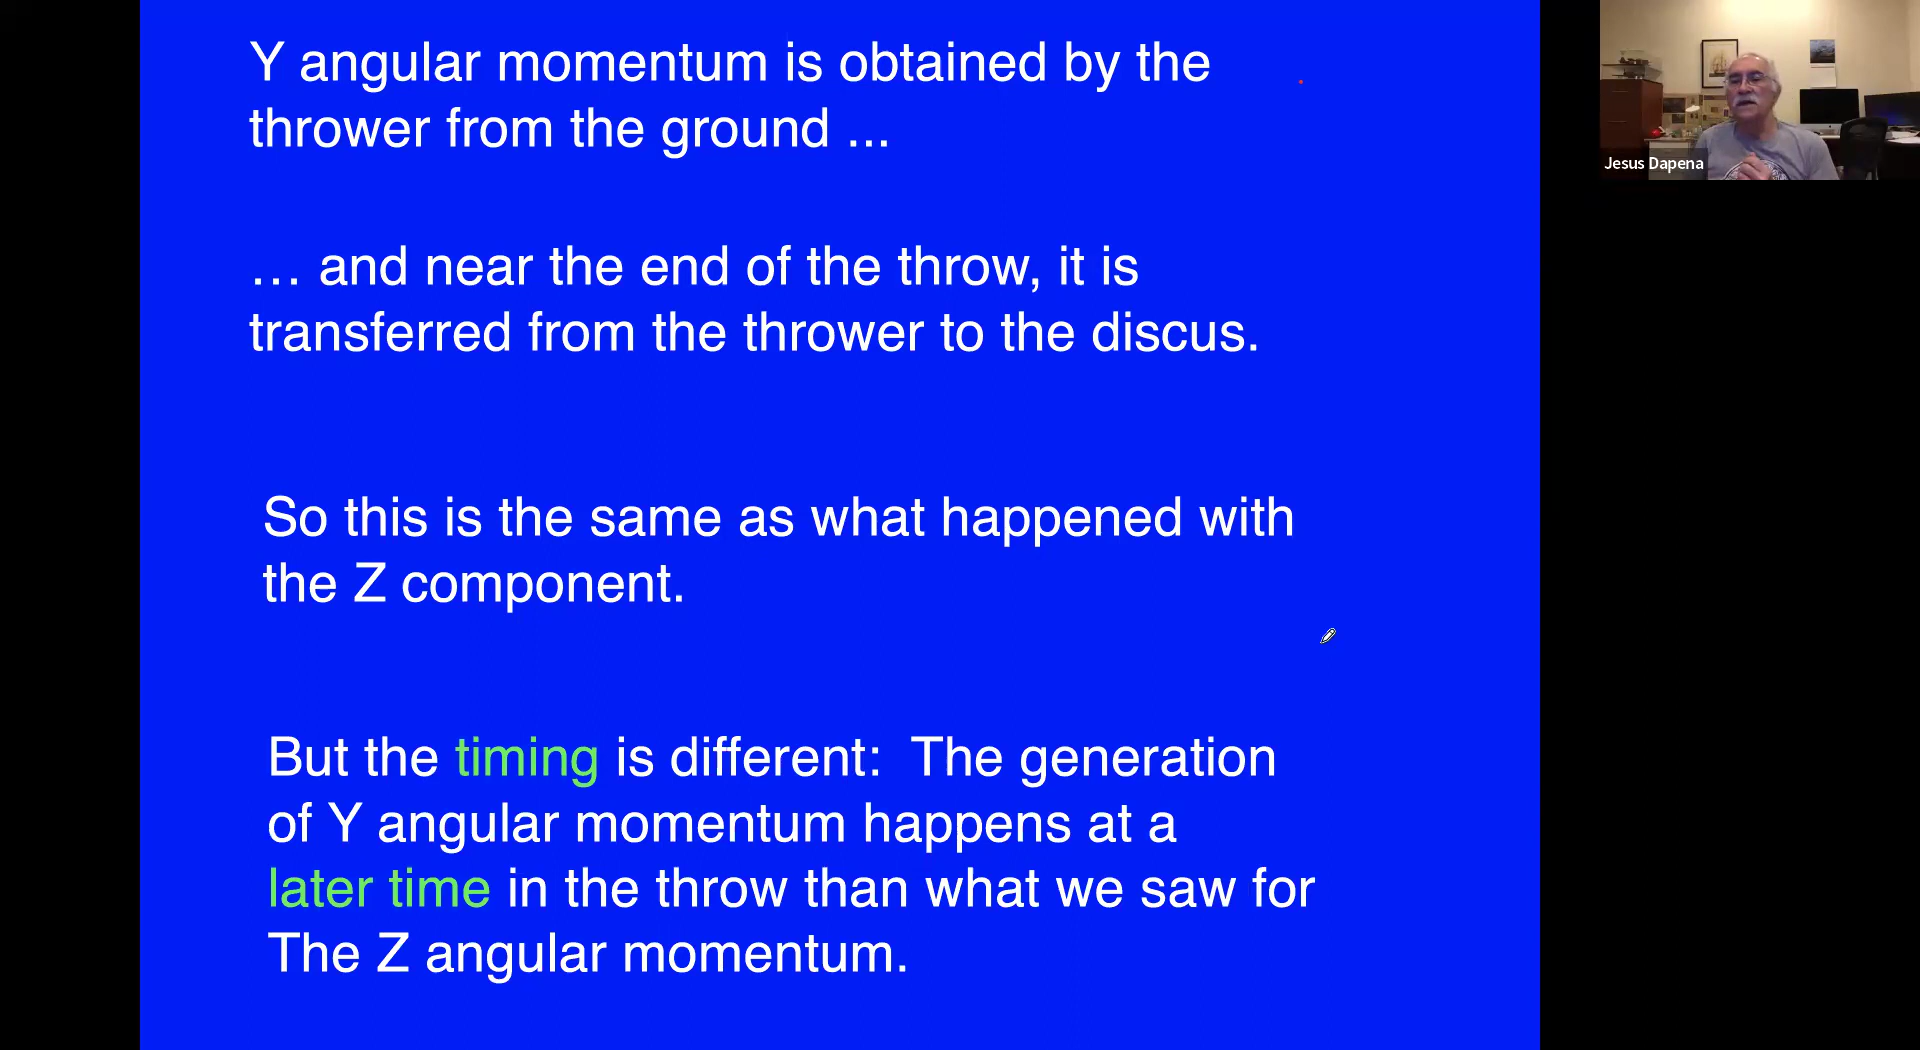 Y angular momentum is obtained by the
thrower from the ground ...
… and near the end of the throw, it is
transferred from the thrower to the discus.
So this is the same as what happened with
the Z component.
But the timing is different:  The generation
of Y angular momentum happens at a
later time in the throw than what we saw for
The Z angular momentum.
Jesus Dapena